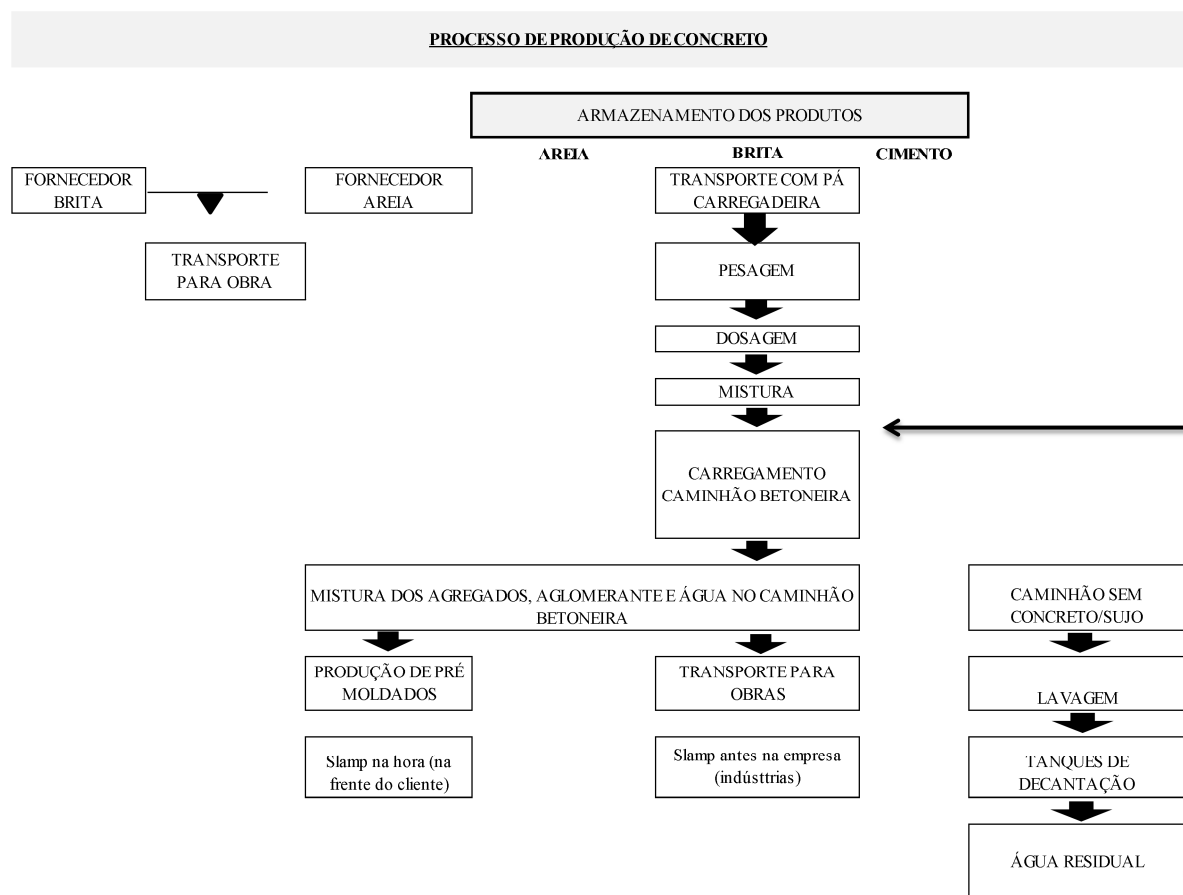 PROCESSO DE PRODUÇÃO DE CONCRETO
ARMAZENAMENTO DOS PRODUTOS
AREIA
BRITA
CIMENTO
FORNECEDOR
BRITA
FORNECEDOR
AREIA
TRANSPORTE COM PÁ
CARREGADEIRA
TRANSPORTE
PARA OBRA
PESAGEM
DOSAGEM
MISTURA
CARREGAMENTO
CAMINHÃO BETONEIRA
MISTURA DOS AGREGADOS, AGLOMERANTE E ÁGUA NO CAMINHÃO
BETONEIRA
CAMINHÃO SEM
CONCRETO/SUJO
PRODUÇÃO DE PRÉ
MOLDADOS
TRANSPORTE PARA
OBRAS
LAVAGEM
Slamp na hora (na
frente do cliente)
Slamp antes na empresa
(indústtrias)
TANQUES DE
DECANTAÇÃO
ÁGUA RESIDUAL